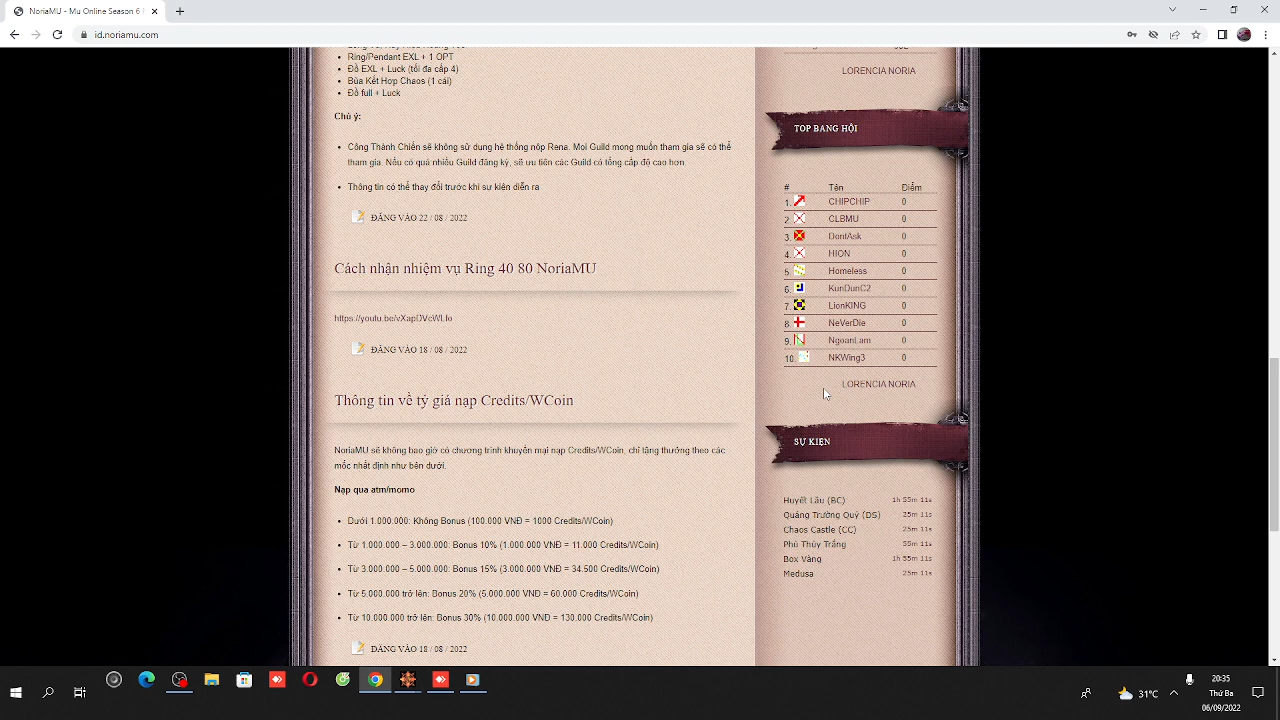 NoriaMU - Mu Online Season 6
id.noriamu.com
Ring/Pendant EXL + 1 OPT
Đồ EXL + Luck (tối đa cấp 4)
Bùa Kết Hợp Chaos (1 cái)
Đồ full + Luck
Chú ý:
Công Thành Chiến sẽ không sử dụng hệ thống nộp Rena. Mọi Guild mong muốn tham gia sẽ có thể
tham gia. Nếu có quá nhiều Guild đăng ký, sẽ ưu tiên các Guild có tổng cấp độ cao hơn.
Thông tin có thể thay đổi trước khi sự kiện diễn ra
ĐĂNG VÀO 22 / 08 / 2022
Cách nhận nhiệm vụ Ring 40 80 NoriaMU
https://youtu.be/vXapDVcWLfo
ĐĂNG VÀO 18 / 08 / 2022
Thông tin về tỷ giá nạp Credits/WCoin
NoriaMU sẽ không bao giờ có chương trình khuyến mại nạp Credits/WCoin, chỉ tặng thưởng theo các
mốc nhất định như bên dưới.
Nạp qua atm/momo
Dưới 1.000.000: Không Bonus (100.000 VNĐ = 1000 Credits/WCoin)
Từ 1.000.000 – 3.000.000: Bonus 10% (1.000.000 VNĐ = 11.000 Credits/WCoin)
Từ 3.000.000 – 5.000.000: Bonus 15% (3.000.000 VNĐ = 34.500 Credits/WCoin)
Từ 5.000.000 trở lên: Bonus 20% (5.000.000 VND = 60.000 Credits/WCoin)
Từ 10.000.000 trở lên: Bonus 30% (10.000.000 VNĐ = 130.000 Credits/WCoin)
ĐĂNG VÀO 18 / 08 / 2022
LORENCIA NORIA
TOP BANG HỘI
# Tên Điểm
1. CHIPCHIP 0
2. CLBMU 0
3. DontAsk 0
4. HION 0
5. Homeless 0
6. KunDunC2 0
7. LionKING 0
8. NeVerDie 0
9. NgoanLam 0
10. NKWing3 0
LORENCIA NORIA
SỰ KIỆN
Huyết Lâu (BC) 1h 55m 11s
Quảng Trường Quỷ (DS) 25m 11s
Chaos Castle (CC) 25m 11s
Phù Thủy Trắng 55m 11s
Box Vàng 1h 55m 11s
Medusa 25m 11s
31°C
20:35
Thứ Ba
06/09/2022